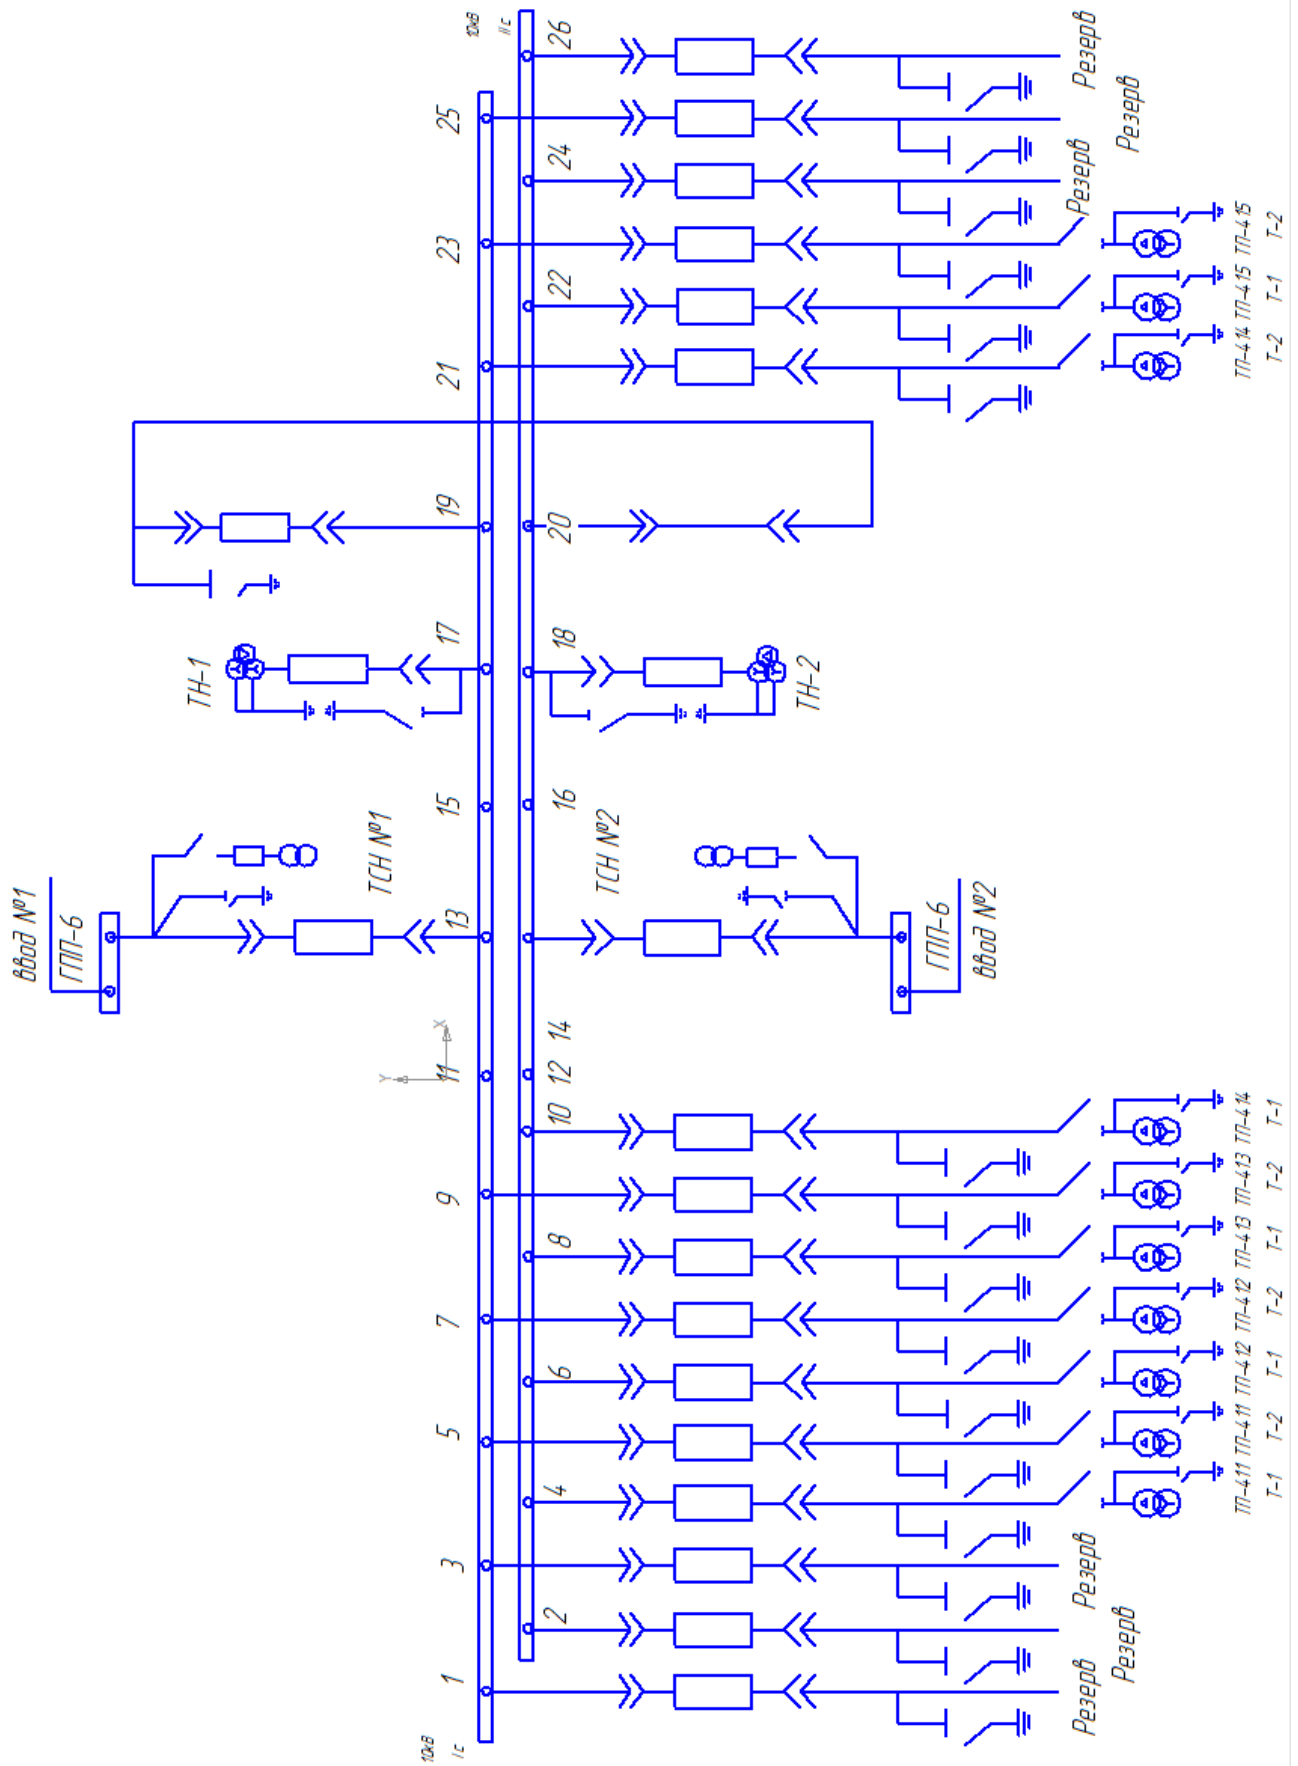 ввод №1
ГПП-6
ТН-1
ТСН №1
Y
X
10кВ
I с
1 3 5 7 9 11 13 15 17 19 21 23 25
10кВ
II с
2 4 6 8 10 12 14 16 18 20 22 24 26
ТСН №2
ТН-2
ГПП-6
ввод №2
Резерв Резерв Резерв Резерв
Резерв Резерв
ТП-411 ТП-411 ТП-412 ТП-412 ТП-413 ТП-413 ТП-414 ТП-414 ТП-415 ТП-415
Т-1 Т-2 Т-1 Т-2 Т-1 Т-2 Т-1 Т-2 Т-1 Т-2